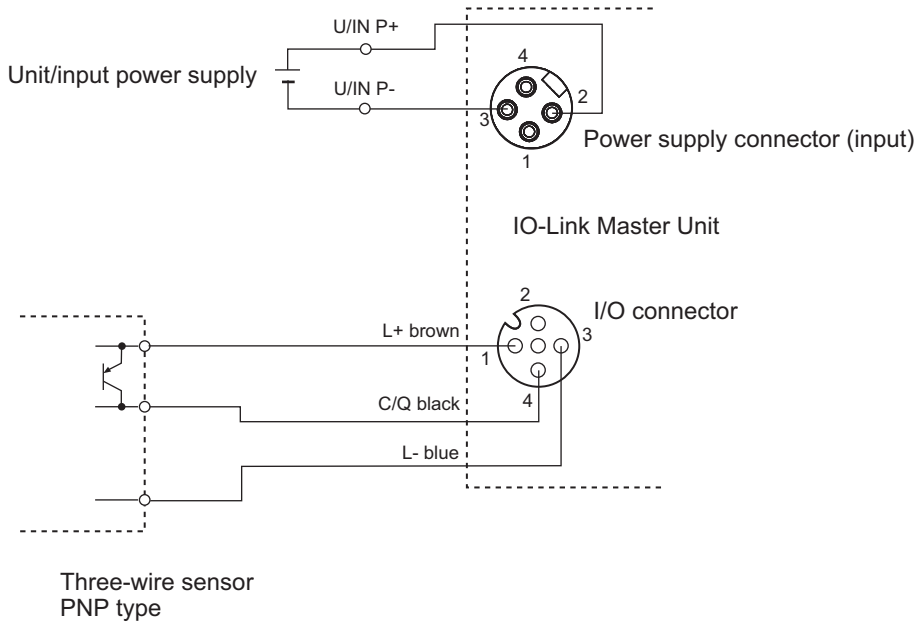 U/IN P+
Unit/input power supply
U/IN P-
4
2
3
1
Power supply connector (input)
IO-Link Master Unit
2
I/O connector
3
L+ brown
1
C/Q black
4
L- blue
Three-wire sensor
PNP type